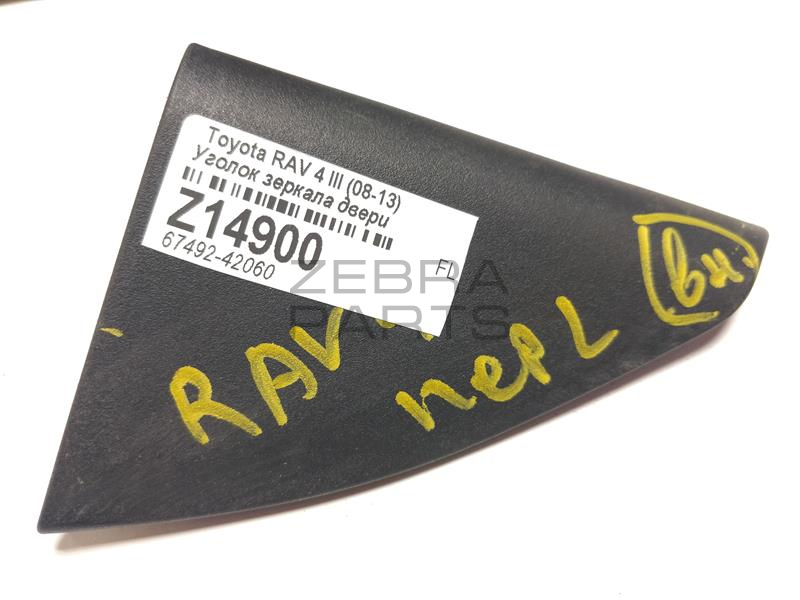 Toyota RAV 4 III (08-13)
Уголок зеркала двери
Z14900
67492-42060
FL
ZEBRA
PARTS
RAV
пер L
вн.